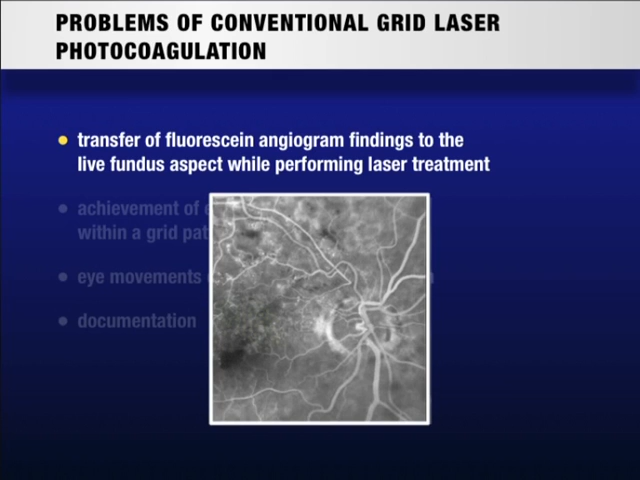 PROBLEMS OF CONVENTIONAL GRID LASER
PHOTOCOAGULATION
• transfer of fluorescein angiogram findings to the
live fundus aspect while performing laser treatment
• achievement of
within a grid
• eye movements
• documentation